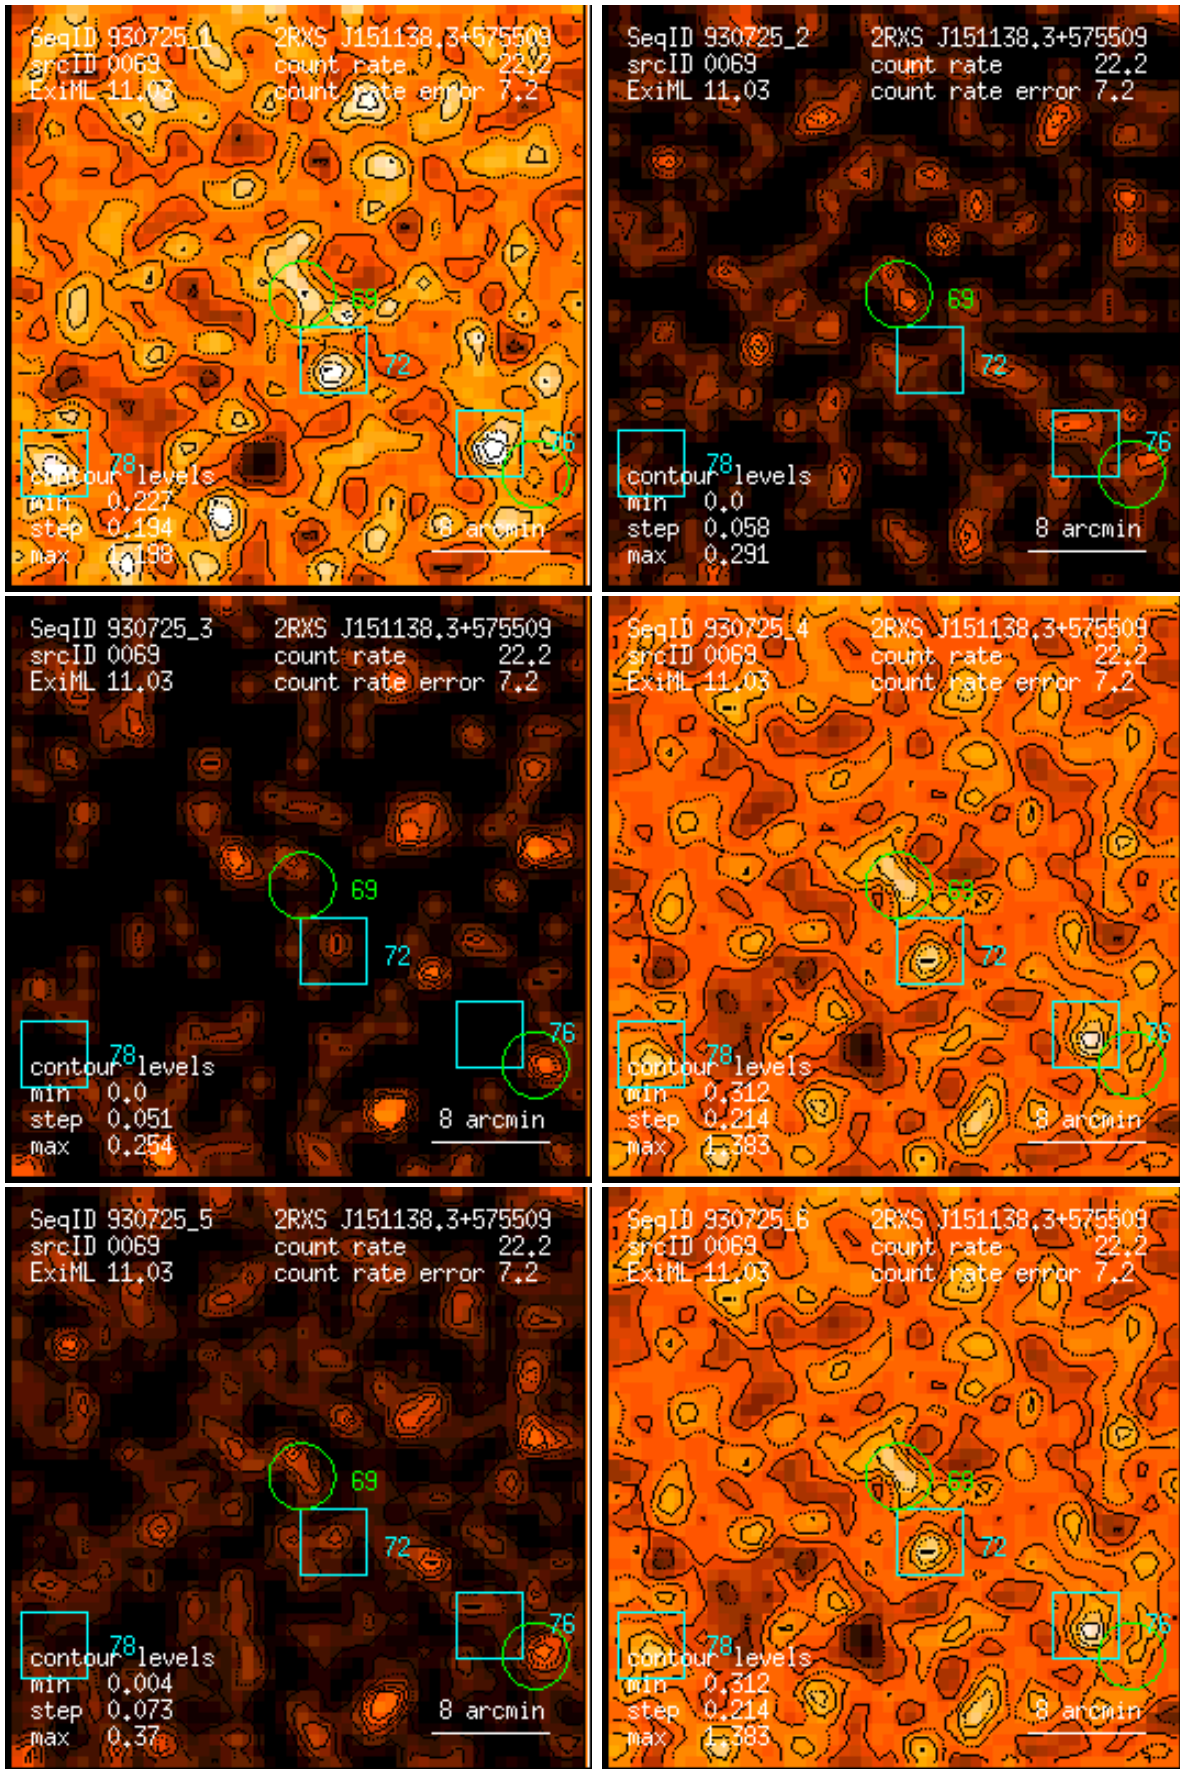 SeqID 930725_1 2RXS J151138.3+575509
srcID 0069 count rate 22.2
ExiML 11.03 count rate error 7.2
69
72
76
78
contour levels
min 0.227
step 0.194 8 arcmin
max 1.198
SeqID 930725_2 2RXS J151138.3+575509
srcID 0069 count rate 22.2
ExiML 11.03 count rate error 7.2
69
72
76
78
contour levels
min 0.0
step 0.058 8 arcmin
max 0.291
SeqID 930725_3 2RXS J151138.3+575509
srcID 0069 count rate 22.2
ExiML 11.03 count rate error 7.2
69
72
76
78
contour levels
min 0.0
step 0.051 8 arcmin
max 0.254
SeqID 930725_4 2RXS J151138.3+575509
srcID 0069 count rate 22.2
ExiML 11.03 count rate error 7.2
69
72
76
78
contour levels
min 0.312
step 0.214 8 arcmin
max 1.383
SeqID 930725_5 2RXS J151138.3+575509
srcID 0069 count rate 22.2
ExiML 11.03 count rate error 7.2
69
72
76
78
contour levels
min 0.004
step 0.073 8 arcmin
max 0.37
SeqID 930725_6 2RXS J151138.3+575509
srcID 0069 count rate 22.2
ExiML 11.03 count rate error 7.2
69
72
76
78
contour levels
min 0.312
step 0.214 8 arcmin
max 1.383